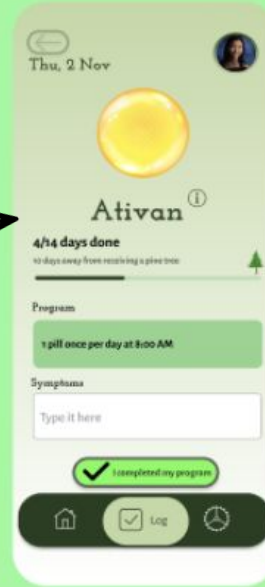 Thu, 2 Nov
Ativan
4/14 days done
10 days away from receiving a pine tree
Program
1 pill once per day at 8:00 AM
Symptoms
Type it here
I completed my program
Log